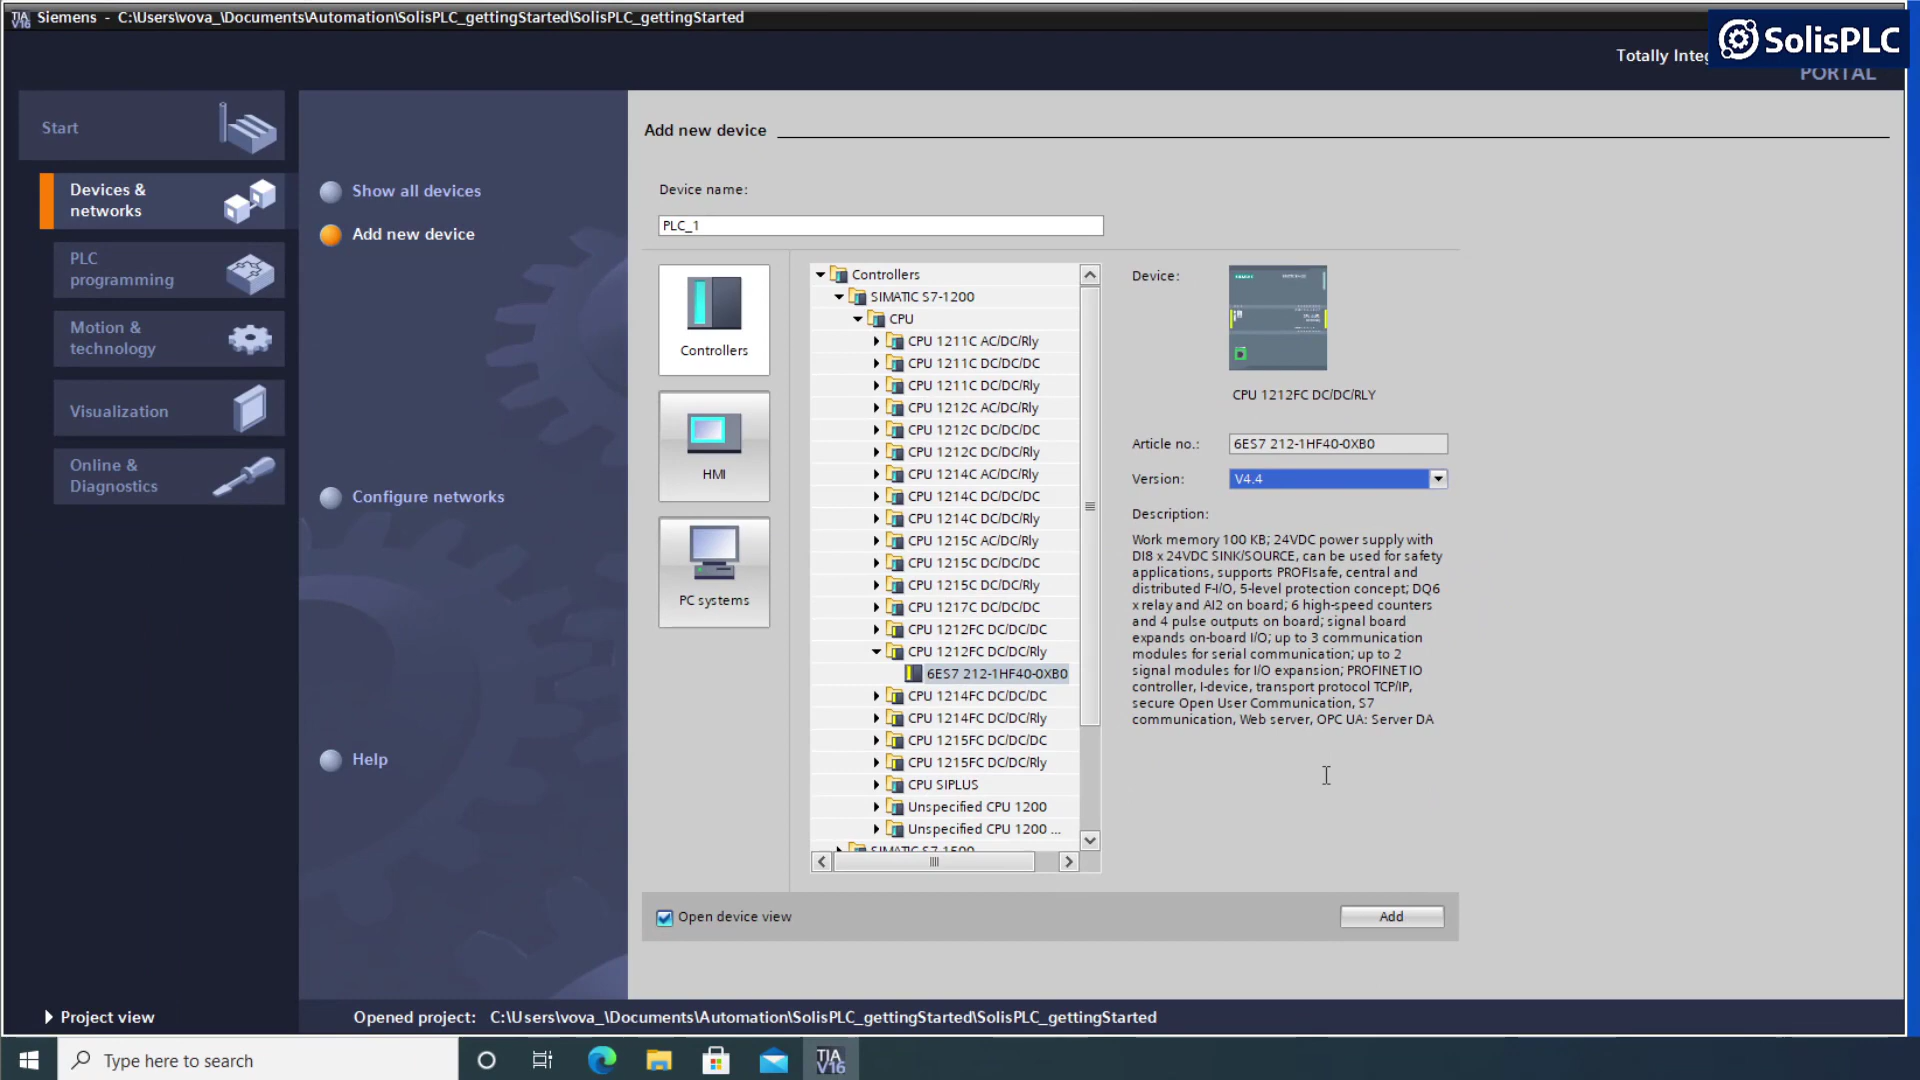 Siemens - C:\Users\vova_\Documents\Automation\SolisPLC_gettingStarted\SolisPLC_gettingStarted
SolisPLC
Totally Integ
PORTAL
Start
Devices &
networks
PLC
programming
Motion &
technology
Visualization
Online &
Diagnostics
Show all devices
Add new device
Configure networks
Help
Add new device
Device name:
PLC_1
Controllers
HMI
PC systems
Controllers
SIMATIC S7-1200
CPU
CPU 1211C AC/DC/Rly
CPU 1211C DC/DC/DC
CPU 1211C DC/DC/Rly
CPU 1212C AC/DC/Rly
CPU 1212C DC/DC/DC
CPU 1212C DC/DC/Rly
CPU 1214C AC/DC/Rly
CPU 1214C DC/DC/DC
CPU 1214C DC/DC/Rly
CPU 1215C AC/DC/Rly
CPU 1215C DC/DC/DC
CPU 1215C DC/DC/Rly
CPU 1217C DC/DC/DC
CPU 1212FC DC/DC/DC
CPU 1212FC DC/DC/Rly
6ES7 212-1HF40-0XB0
CPU 1214FC DC/DC/DC
CPU 1214FC DC/DC/Rly
CPU 1215FC DC/DC/DC
CPU 1215FC DC/DC/Rly
CPU SIPLUS
Unspecified CPU 1200
Unspecified CPU 1200 ...
SIMATIC S7-1500
Device:
CPU 1212FC DC/DC/RLY
Article no.: 6ES7 212-1HF40-0XB0
Version: V4.4
Description:
Work memory 100 KB; 24VDC power supply with
DI8 x 24VDC SINK/SOURCE, can be used for safety
applications, supports PROFIsafe, central and
distributed F-I/O, 5-level protection concept; DQ6
x relay and AI2 on board; 6 high-speed counters
and 4 pulse outputs on board; signal board
expands on-board I/O; up to 3 communication
modules for serial communication; up to 2
signal modules for I/O expansion; PROFINET IO
controller, I-device, transport protocol TCP/IP,
secure Open User Communication, S7
communication, Web server, OPC UA: Server DA
Open device view
Add
Project view
Opened project: C:\Users\vova_\Documents\Automation\SolisPLC_gettingStarted\SolisPLC_gettingStarted
Type here to search
TIA
V16